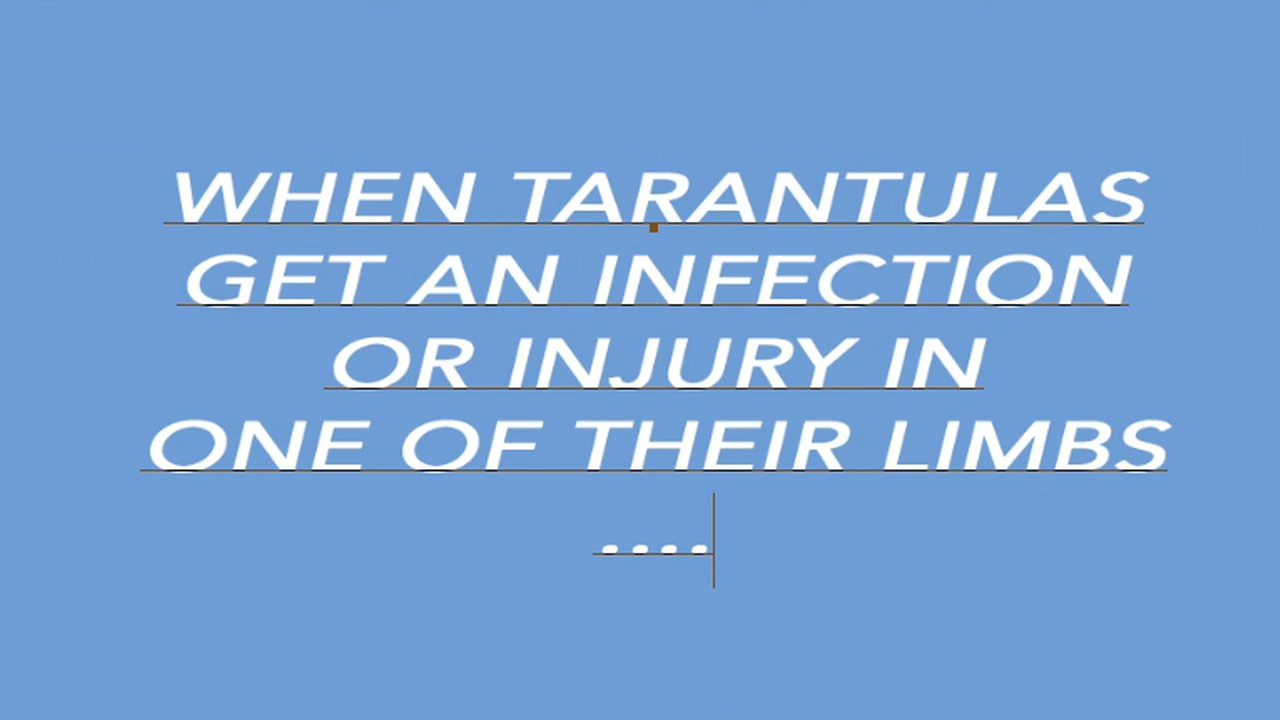 WHEN TARANTULAS
GET AN INFECTION
OR INJURY IN
ONE OF THEIR LIMBS
....